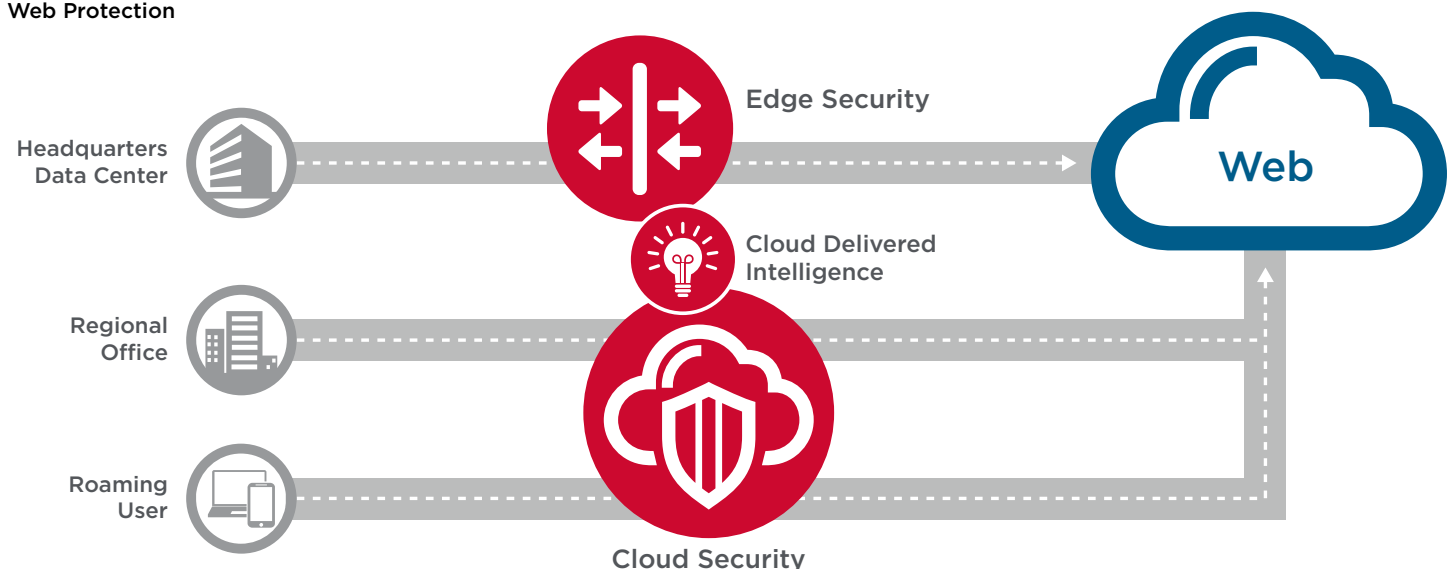 Web Protection
Edge Security
Headquarters
Data Center
Web
Cloud Delivered
Intelligence
Regional
Office
Roaming
User
Cloud Security